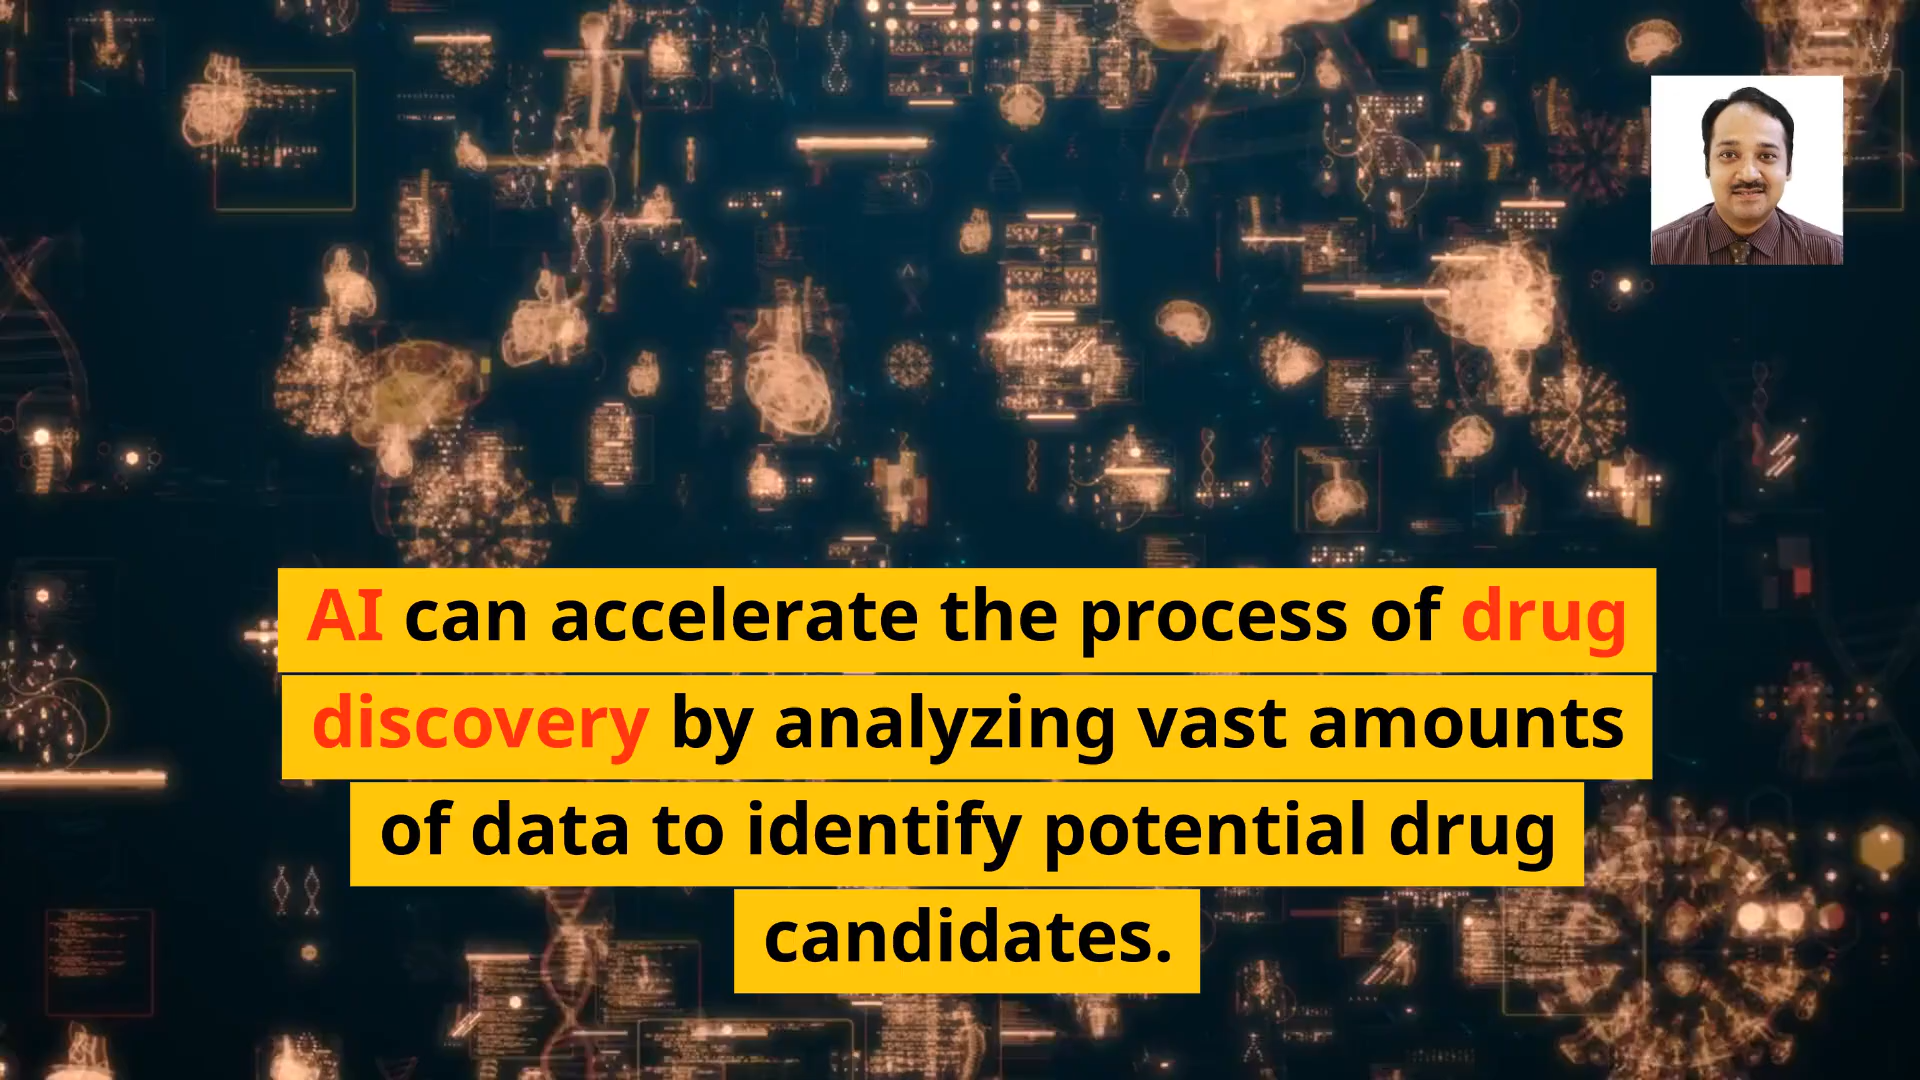 AI can accelerate the process of drug
discovery by analyzing vast amounts
of data to identify potential drug
candidates.